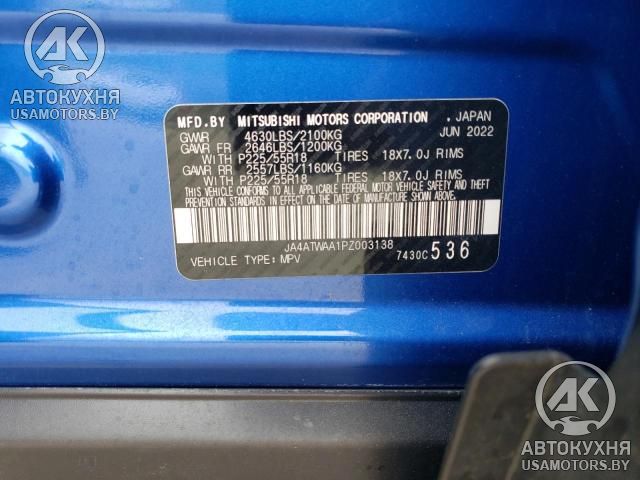 АВТОКУХНЯ
USAMOTORS.BY
MFD.BY MITSUBISHI MOTORS CORPORATION , JAPAN
GVWR 4630LBS/2100KG JUN 2022
GAWR FR 2646LBS/1200KG
WITH P225/55R18 TIRES 18X7.0J RIMS
GAWR RR 2557LBS/1160KG
WITH P225/55R18 TIRES 18X7.0J RIMS
THIS VEHICLE CONFORMS TO ALL APPLICABLE FEDERAL MOTOR VEHICLE SAFETY AND THEFT
PREVENTION STANDARDS IN EFFECT ON THE DATE OF MANUFACTURE SHOWN ABOVE.
JA4ATWAA1PZ003138
VEHICLE TYPE: MPV 7430C 536
AK
АВТОКУХНЯ
USAMOTORS.BY